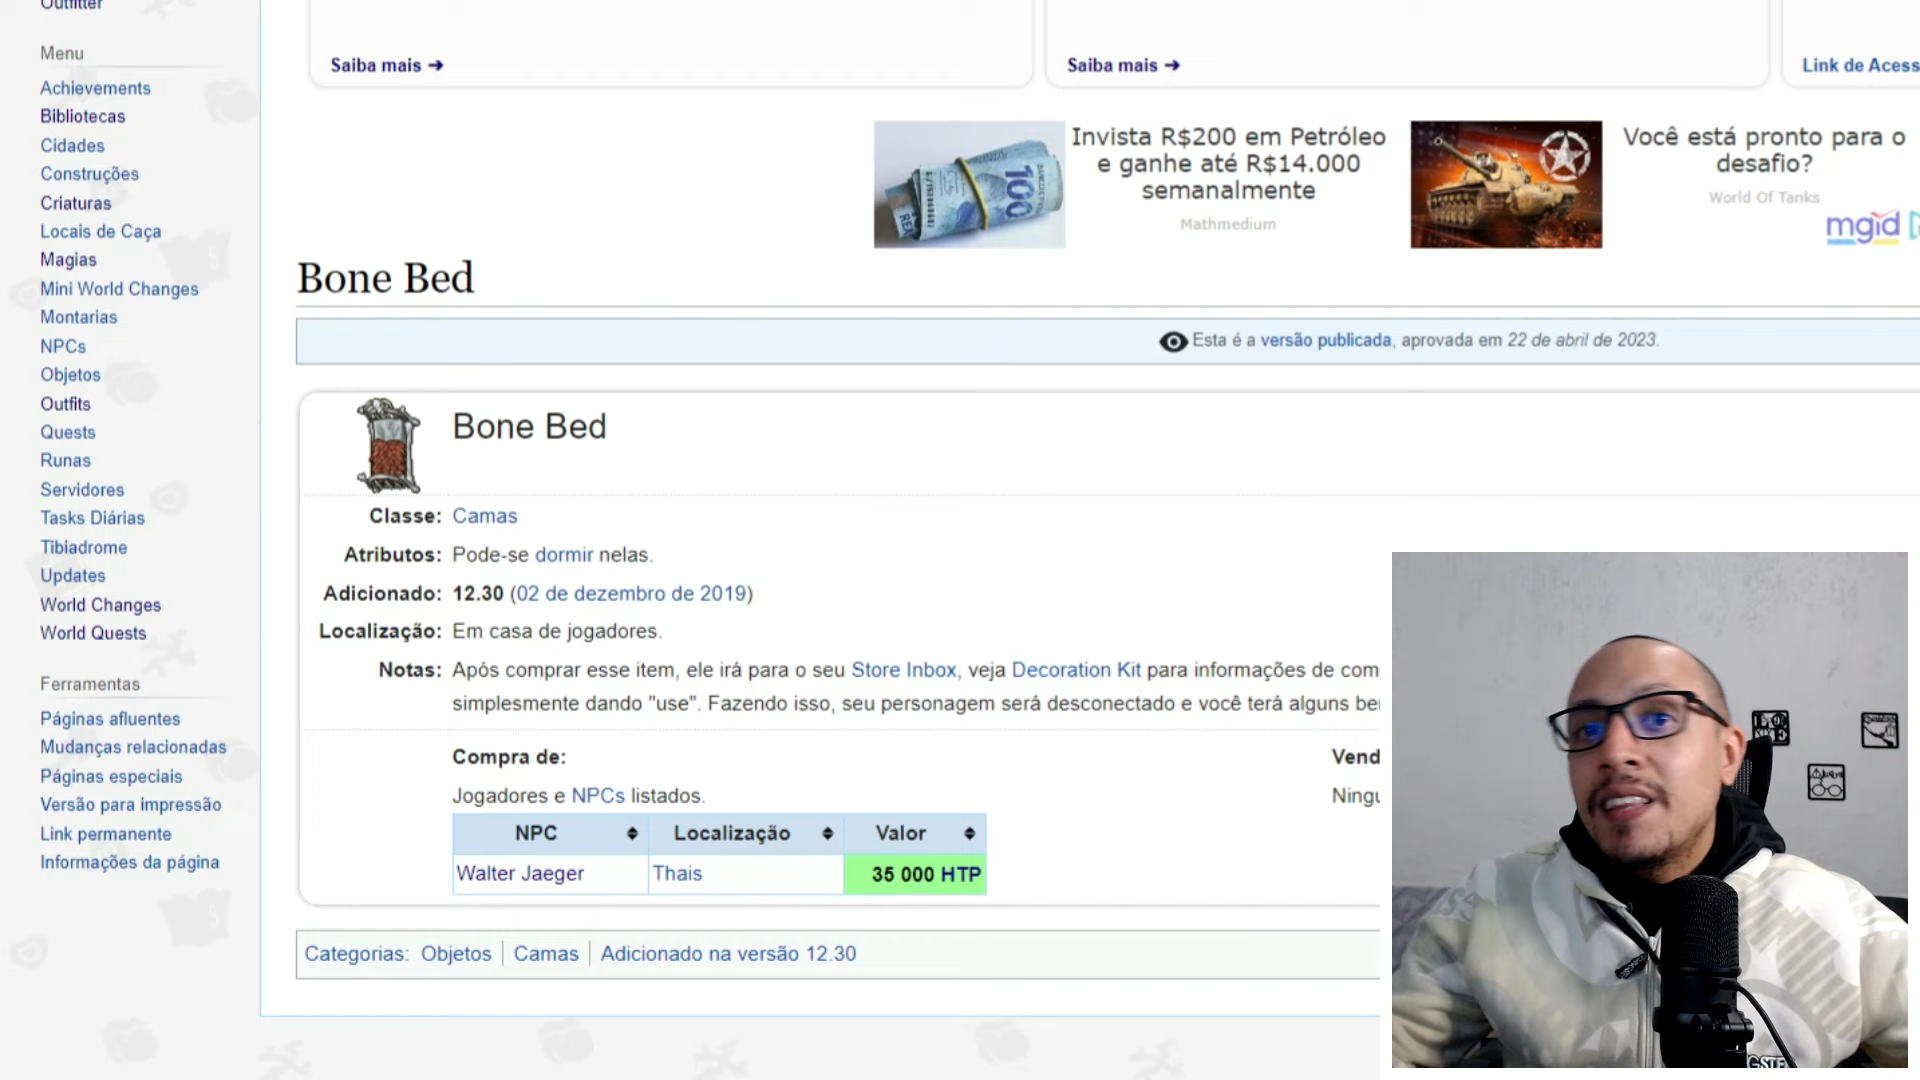 Outfitter
Menu
Achievements
Bibliotecas
Cidades
Construções
Criaturas
Locais de Caça
Magias
Mini World Changes
Montarias
NPCs
Objetos
Outfits
Quests
Runas
Servidores
Tasks Diárias
Tibiadrome
Updates
World Changes
World Quests
Ferramentas
Páginas afluentes
Mudanças relacionadas
Páginas especiais
Versão para impressão
Link permanente
Informações da página
Saiba mais ➔
Saiba mais ➔
Link de Acess
Invista R$200 em Petróleo
e ganhe até R$14.000
semanalmente
Mathmedium
Você está pronto para o
desafio?
World Of Tanks
mgid
Bone Bed
Esta é a versão publicada, aprovada em 22 de abril de 2023.
Bone Bed
Classe: Camas
Atributos: Pode-se dormir nelas.
Adicionado: 12.30 (02 de dezembro de 2019)
Localização: Em casa de jogadores.
Notas: Após comprar esse item, ele irá para o seu Store Inbox, veja Decoration Kit para informações de com
simplesmente dando "use". Fazendo isso, seu personagem será desconectado e você terá alguns be
Compra de: Vend
Jogadores e NPCs listados. Ningu
NPC Localização Valor
Walter Jaeger Thais 35 000 HTP
Categorias: Objetos | Camas | Adicionado na versão 12.30